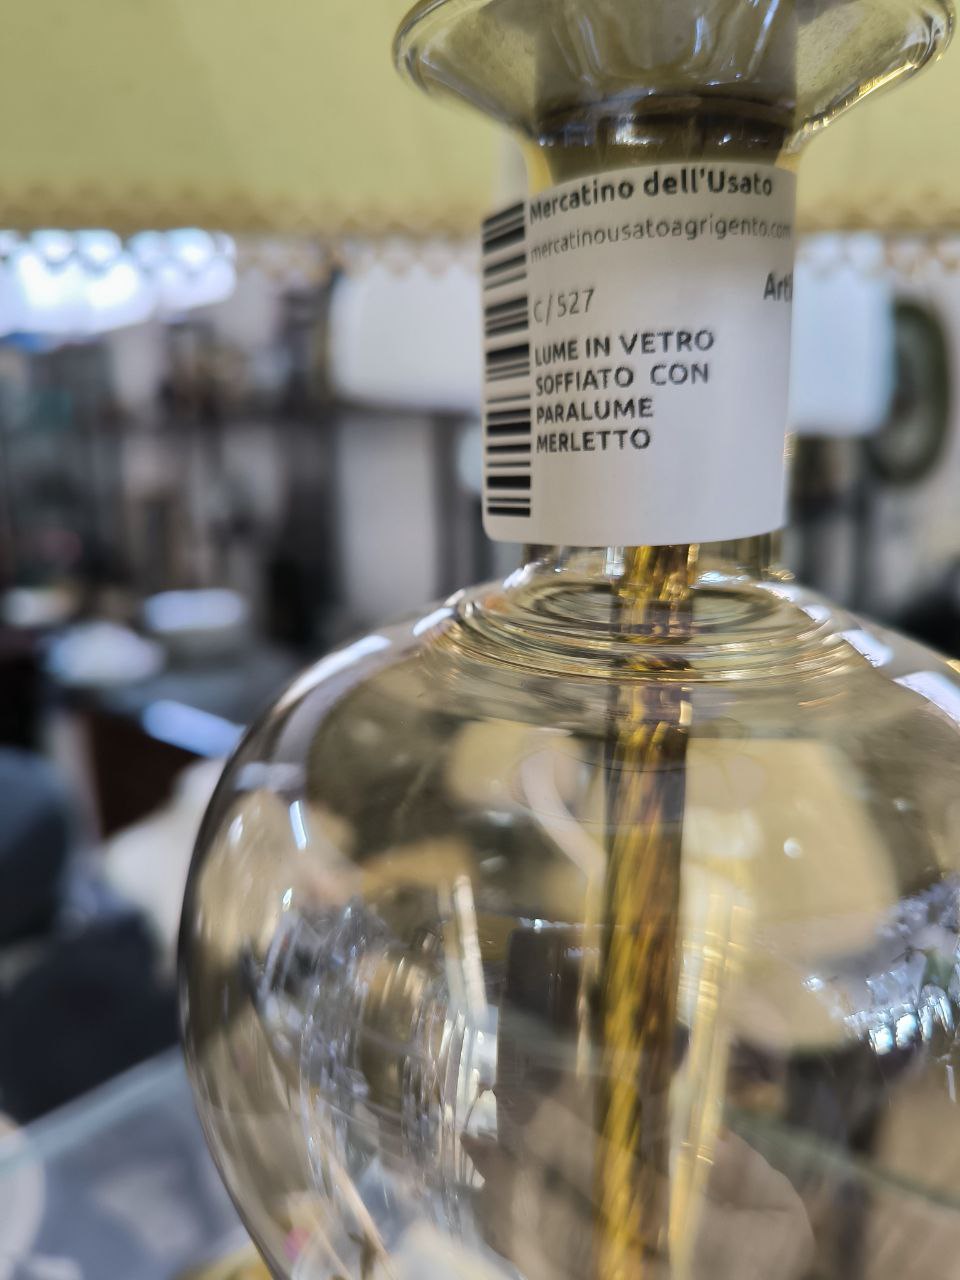 Mercatino dell'Usato
mercatinousatoagrigento.com
C/527
LUME IN VETRO
SOFFIATO CON
PARALUME
MERLETTO